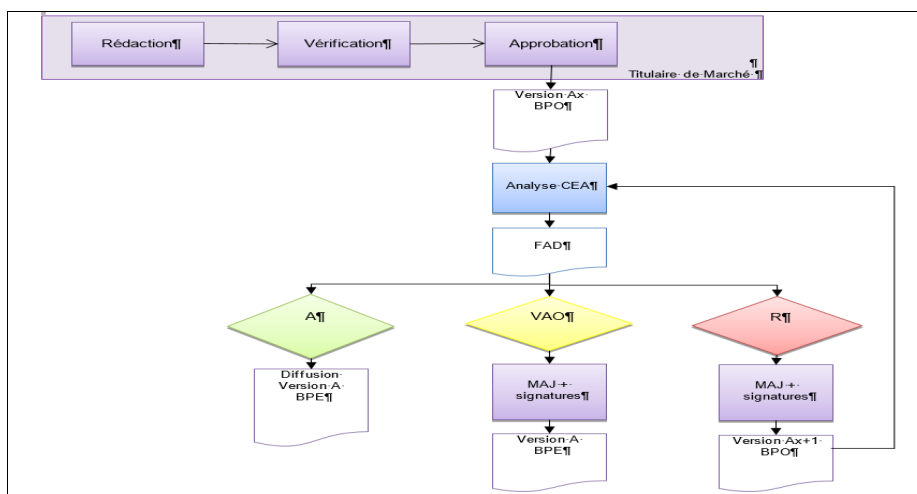 Rédaction¶ Vérification¶ Approbation¶
¶
Titulaire de Marché ¶
Version Ax
BPO¶
Analyse CEA¶
FAD¶
A¶ VAO¶ R¶
Diffusion
Version A
BPE¶
MAJ +
signatures¶
MAJ +
signatures¶
Version A
BPE¶
Version Ax+1
BPO¶